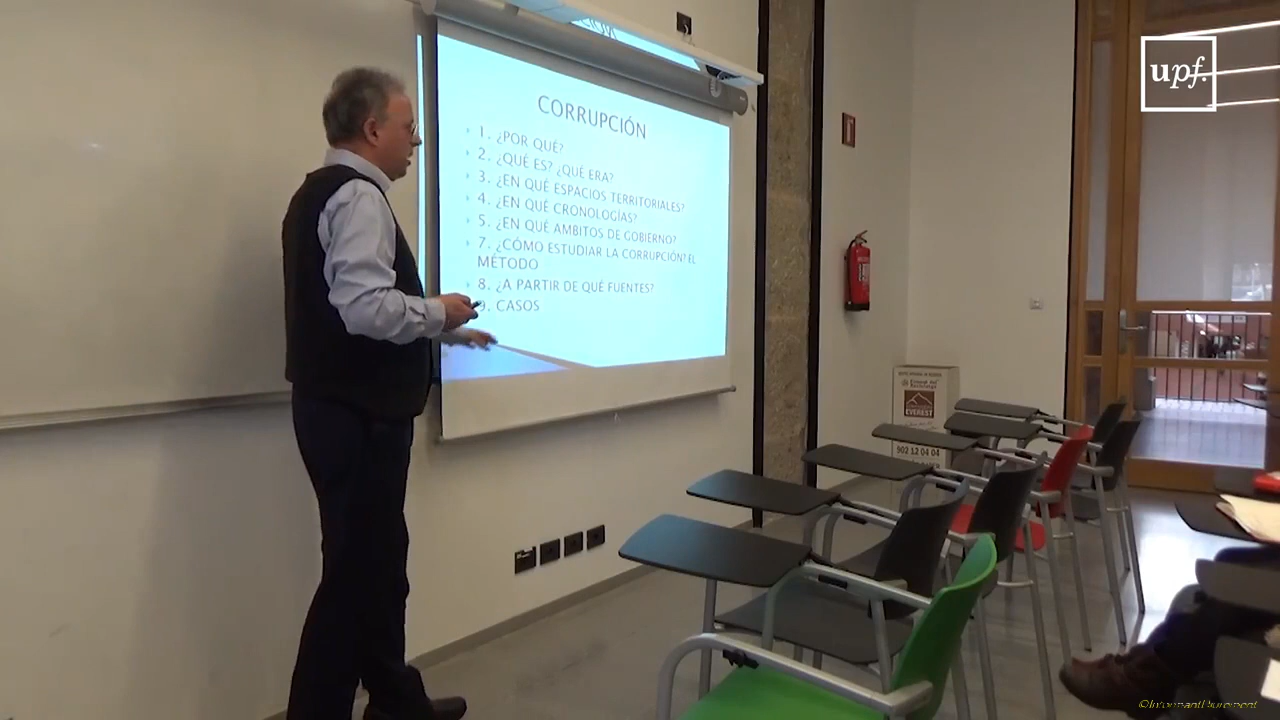 upf.
CORRUPCIÓN
1. ¿POR QUÉ?
2. ¿QUÉ ES? ¿QUÉ ERA?
3. ¿EN QUÉ ESPACIOS TERRITORIALES?
4. ¿EN QUÉ CRONOLOGÍAS?
5. ¿EN QUÉ AMBITOS DE GOBIERNO?
7. ¿CÓMO ESTUDIAR LA CORRUPCIÓN? EL
MÉTODO
8. ¿A PARTIR DE QUÉ FUENTES?
9. CASOS
EVEREST
902 12 04 04